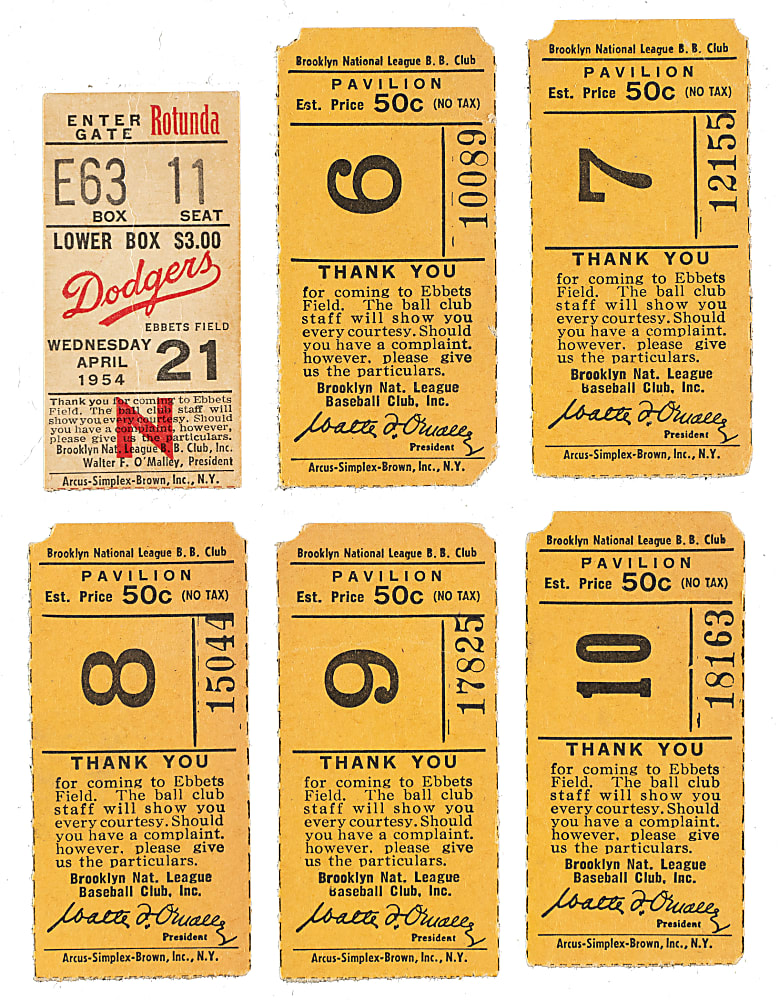 ENTER
GATE Rotunda
E63 11
BOX SEAT
LOWER BOX $3.00
Dodgers
EBBETS FIELD
WEDNESDAY
APRIL 21
1954
N
Thank you for coming to Ebbets
Field. The ball club staff will
show you every courtesy. Should
you have a complaint, however,
please give us the particulars.
Brooklyn Nat. League B. B. Club, Inc.
Walter F. O'Malley, President
Arcus-Simplex-Brown, Inc., N.Y.
Brooklyn National League B. B. Club
PAVILION
Est. Price 50c (NO TAX)
6
10089
THANK YOU
for coming to Ebbets
Field. The ball club
staff will show you
every courtesy. Should
you have a complaint.
however. please give
us the particulars.
Brooklyn Nat. League
Baseball Club, Inc.
Walter F. O'Malley
President
Arcus-Simplex-Brown, Inc., N.Y.
Brooklyn National League B. B. Club
PAVILION
Est. Price 50c (NO TAX)
7
12155
THANK YOU
for coming to Ebbets
Field. The ball club
staff will show you
every courtesy. Should
you have a complaint.
however. please give
us the particulars.
Brooklyn Nat. League
Baseball Club, Inc.
Walter F. O'Malley
President
Arcus-Simplex-Brown, Inc., N.Y.
Brooklyn National League B. B. Club
PAVILION
Est. Price 50c (NO TAX)
8
15044
THANK YOU
for coming to Ebbets
Field. The ball club
staff will show you
every courtesy. Should
you have a complaint.
however. please give
us the particulars.
Brooklyn Nat. League
Baseball Club, Inc.
Walter F. O'Malley
President
Arcus-Simplex-Brown, Inc., N.Y.
Brooklyn National League B. B. Club
PAVILION
Est. Price 50c (NO TAX)
9
17825
THANK YOU
for coming to Ebbets
Field. The ball club
staff will show you
every courtesy. Should
you have a complaint.
however. please give
us the particulars.
Brooklyn Nat. League
Baseball Club, Inc.
Walter F. O'Malley
President
Arcus-Simplex-Brown, Inc., N.Y.
Brooklyn National League B. B. Club
PAVILION
Est. Price 50c (NO TAX)
10
18163
THANK YOU
for coming to Ebbets
Field. The ball club
staff will show you
every courtesy. Should
you have a complaint.
however. please give
us the particulars.
Brooklyn Nat. League
Baseball Club, Inc.
Walter F. O'Malley
President
Arcus-Simplex-Brown, Inc., N.Y.